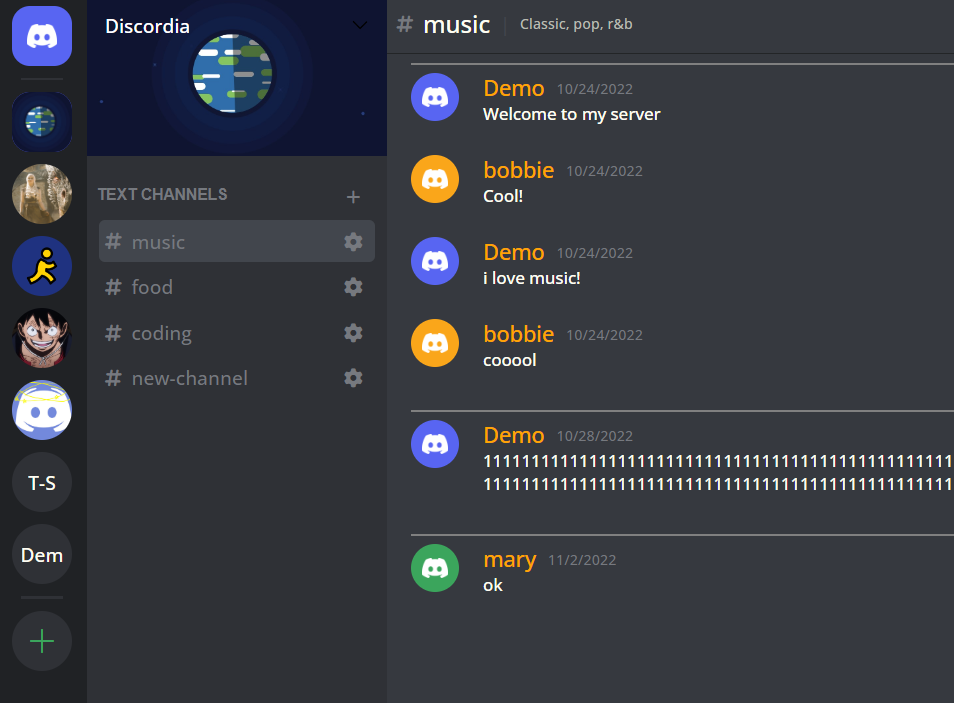 Discordia
TEXT CHANNELS +
# music
# food
# coding
# new-channel
T-S
Dem
# music Classic, pop, r&b
Demo 10/24/2022
Welcome to my server
bobbie 10/24/2022
Cool!
Demo 10/24/2022
i love music!
bobbie 10/24/2022
cooool
Demo 10/28/2022
1111111111111111111111111111111111111111111111111
1111111111111111111111111111111111111111111111111
mary 11/2/2022
ok